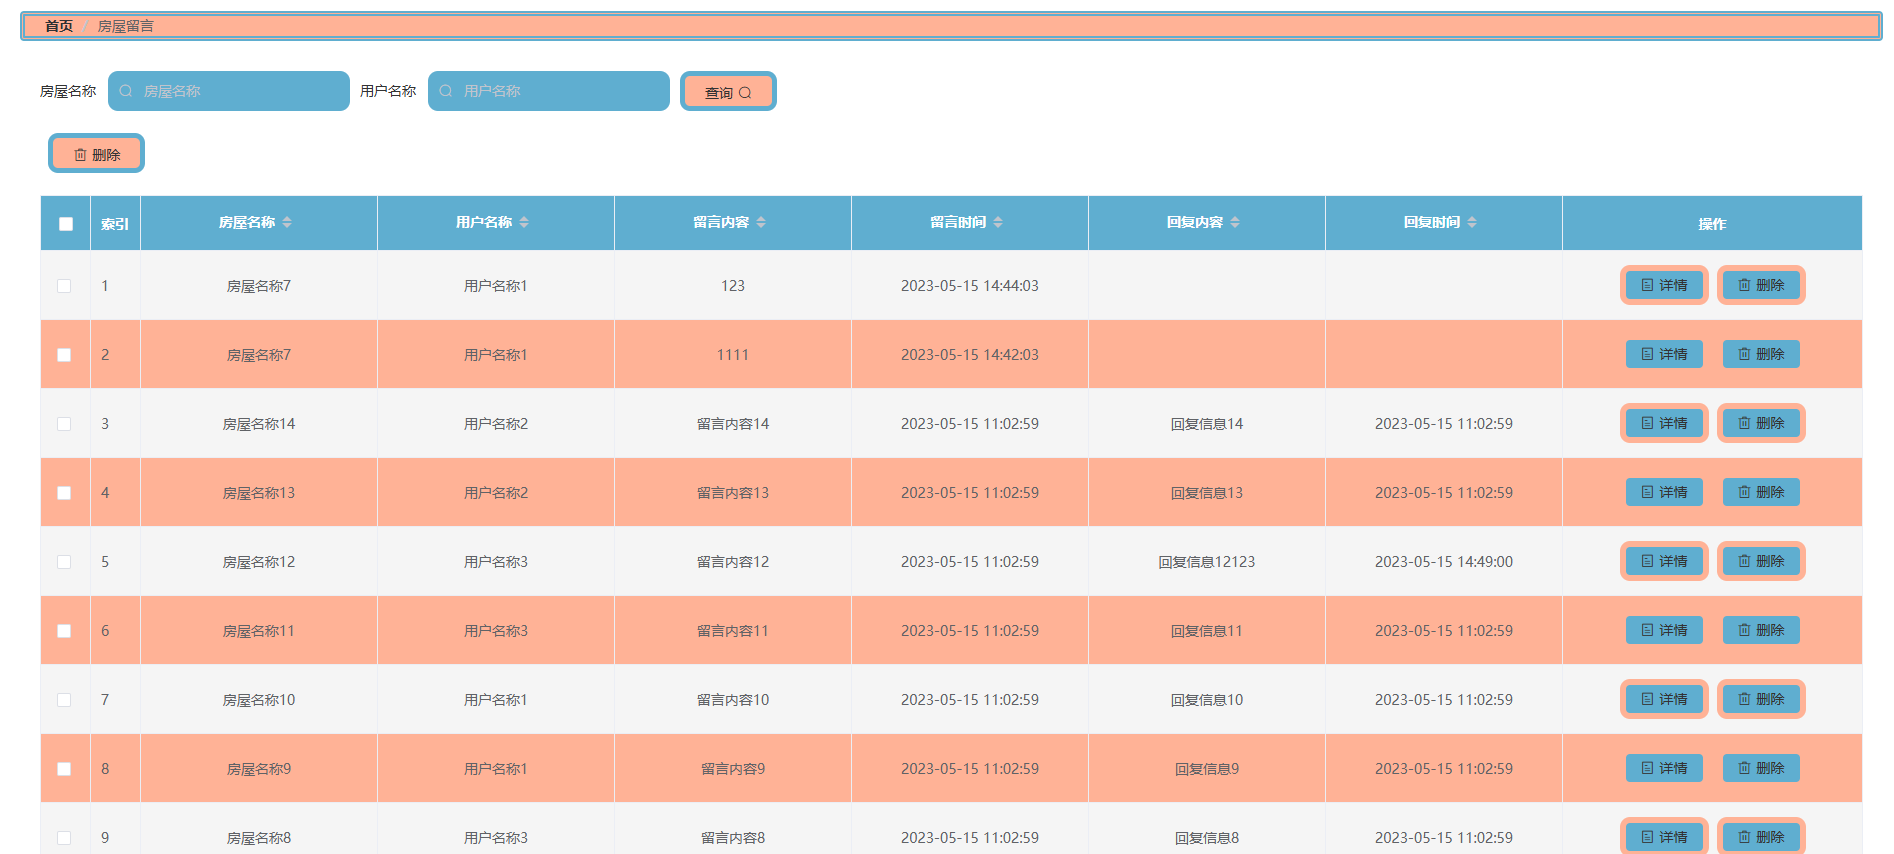 首页 / 房屋留言
房屋名称 房屋名称 用户名称 用户名称 查询
删除
索引 房屋名称 用户名称 留言内容 留言时间 回复内容 回复时间 操作
1 房屋名称7 用户名称1 123 2023-05-15 14:44:03 详情 删除
2 房屋名称7 用户名称1 1111 2023-05-15 14:42:03 详情 删除
3 房屋名称14 用户名称2 留言内容14 2023-05-15 11:02:59 回复信息14 2023-05-15 11:02:59 详情 删除
4 房屋名称13 用户名称2 留言内容13 2023-05-15 11:02:59 回复信息13 2023-05-15 11:02:59 详情 删除
5 房屋名称12 用户名称3 留言内容12 2023-05-15 11:02:59 回复信息12123 2023-05-15 14:49:00 详情 删除
6 房屋名称11 用户名称3 留言内容11 2023-05-15 11:02:59 回复信息11 2023-05-15 11:02:59 详情 删除
7 房屋名称10 用户名称1 留言内容10 2023-05-15 11:02:59 回复信息10 2023-05-15 11:02:59 详情 删除
8 房屋名称9 用户名称1 留言内容9 2023-05-15 11:02:59 回复信息9 2023-05-15 11:02:59 详情 删除
9 房屋名称8 用户名称3 留言内容8 2023-05-15 11:02:59 回复信息8 2023-05-15 11:02:59 详情 删除